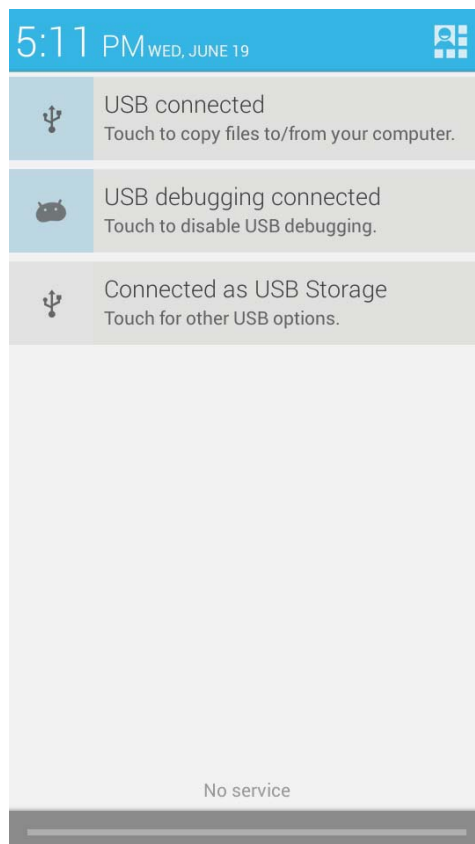 5:11 PM WED, JUNE 19
USB connected
Touch to copy files to/from your computer.
USB debugging connected
Touch to disable USB debugging.
Connected as USB Storage
Touch for other USB options.
No service